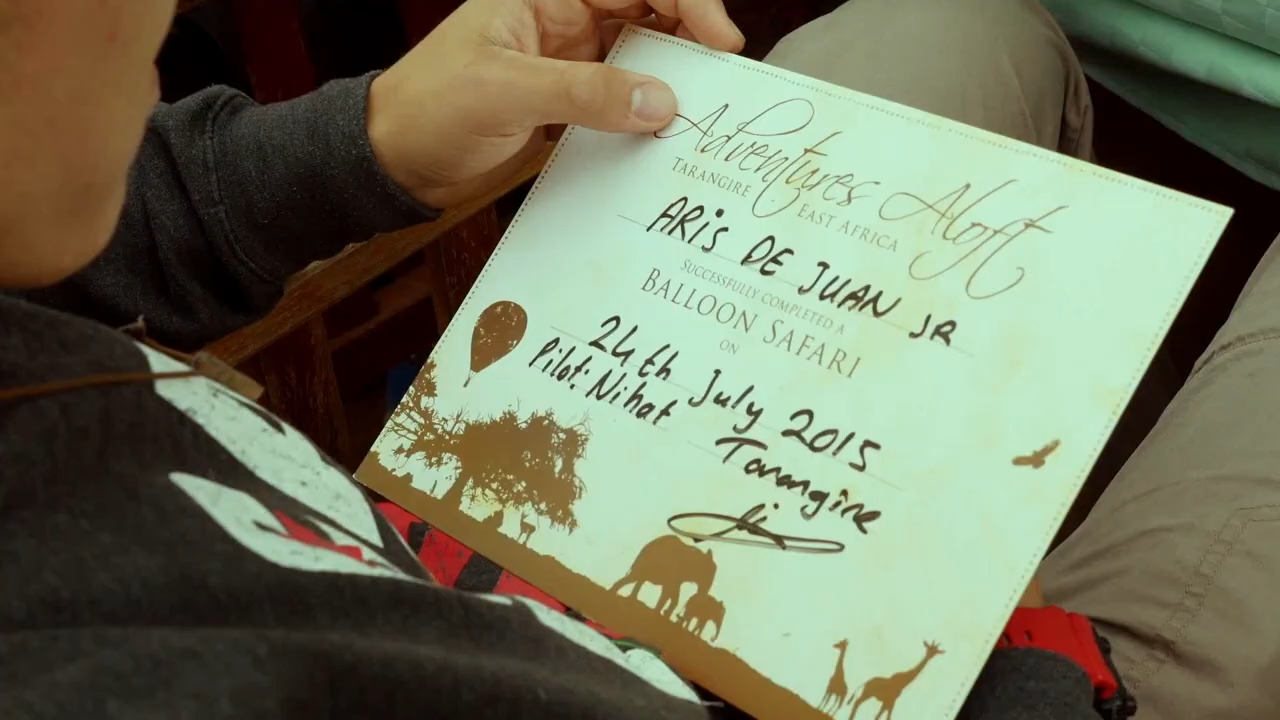 Adventures Aloft
TARANGIRE EAST AFRICA
ARIS DE JUAN JR
SUCCESSFULLY COMPLETED A
BALLOON SAFARI
ON
24th July 2015
Pilot: Nihat Tarangire